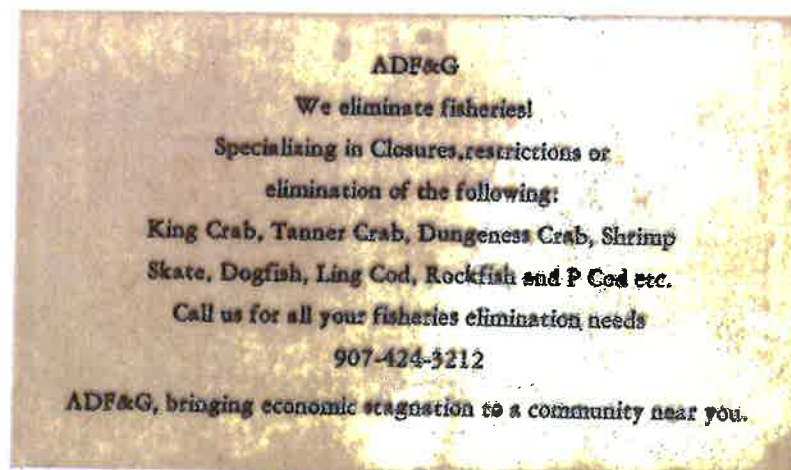 ADF&G
We eliminate fisheries!
Specializing in Closures,restrictions or
elimination of the following:
King Crab, Tanner Crab, Dungeness Crab, Shrimp
Skate, Dogfish, Ling Cod, Rockfish and P Cod etc.
Call us for all your fisheries elimination needs
907-424-3212
ADF&G, bringing economic stagnation to a community near you.